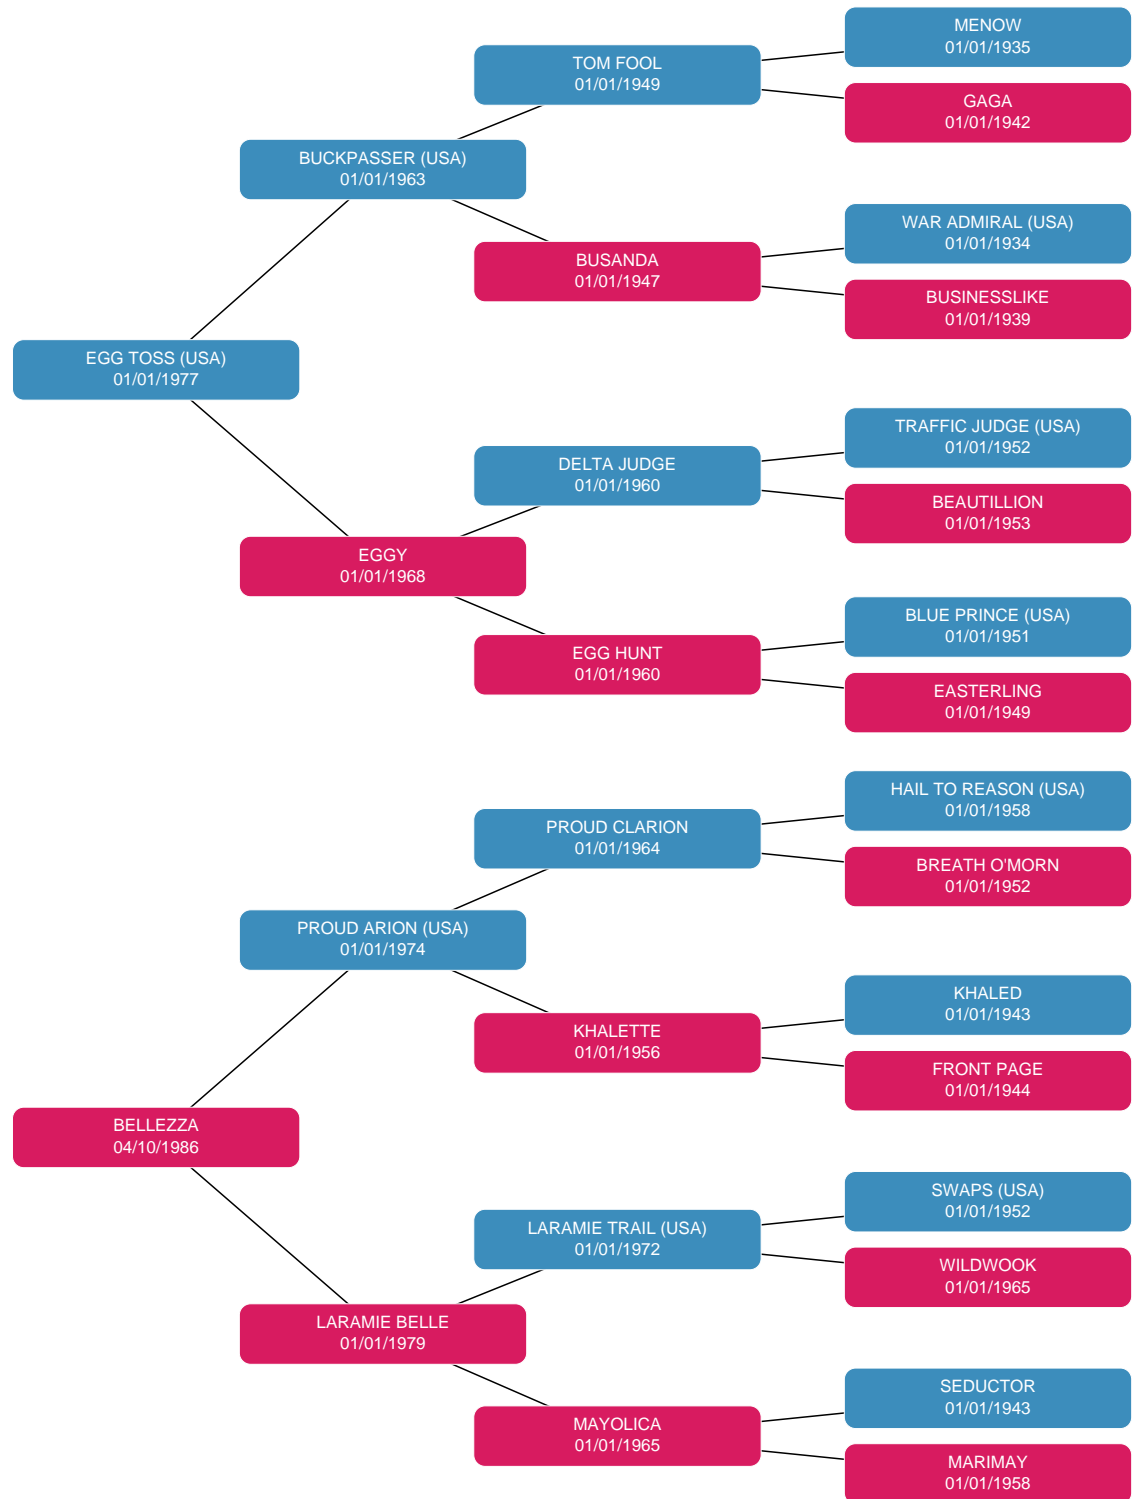 MENOW
01/01/1935
TOM FOOL
01/01/1949
GAGA
01/01/1942
BUCKPASSER (USA)
01/01/1963
WAR ADMIRAL (USA)
01/01/1934
BUSANDA
01/01/1947
BUSINESSLIKE
01/01/1939
EGG TOSS (USA)
01/01/1977
TRAFFIC JUDGE (USA)
01/01/1952
DELTA JUDGE
01/01/1960
BEAUTILLION
01/01/1953
EGGY
01/01/1968
BLUE PRINCE (USA)
01/01/1951
EGG HUNT
01/01/1960
EASTERLING
01/01/1949
HAIL TO REASON (USA)
01/01/1958
PROUD CLARION
01/01/1964
BREATH O'MORN
01/01/1952
PROUD ARION (USA)
01/01/1974
KHALED
01/01/1943
KHALETTE
01/01/1956
FRONT PAGE
01/01/1944
BELLEZZA
04/10/1986
SWAPS (USA)
01/01/1952
LARAMIE TRAIL (USA)
01/01/1972
WILDWOOK
01/01/1965
LARAMIE BELLE
01/01/1979
SEDUCTOR
01/01/1943
MAYOLICA
01/01/1965
MARIMAY
01/01/1958